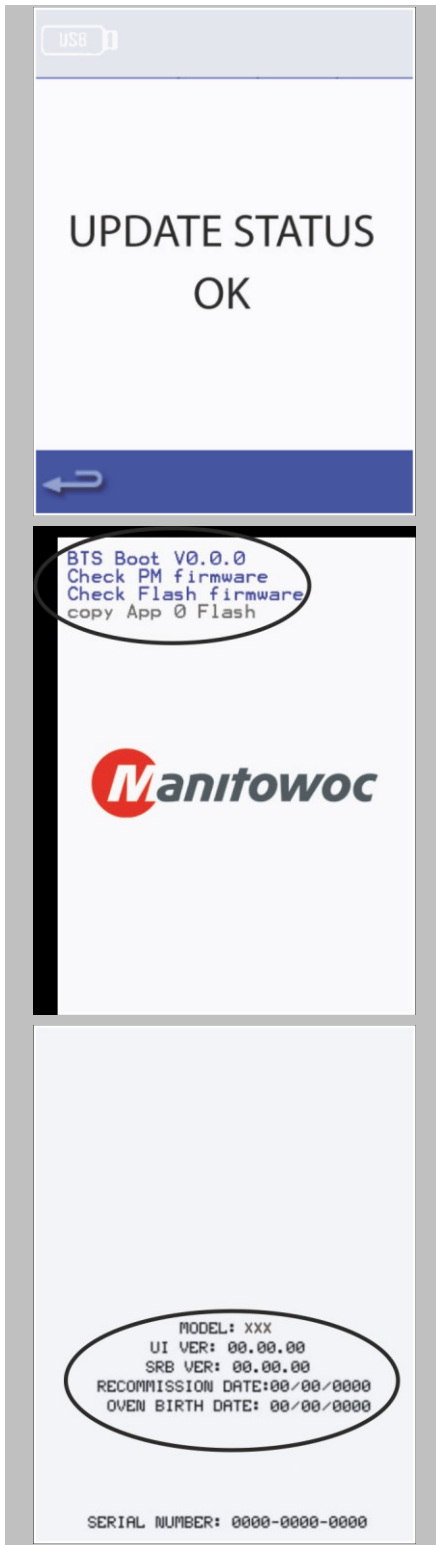 USB
UPDATE STATUS
OK
BTS Boot V0.0.0
Check PM firmware
Check Flash firmware
copy App 0 Flash
Manitowoc
MODEL: XXX
UI VER: 00.00.00
SRB VER: 00.00.00
RECOMMISSION DATE:00/00/0000
OVEN BIRTH DATE: 00/00/0000
SERIAL NUMBER: 0000-0000-0000